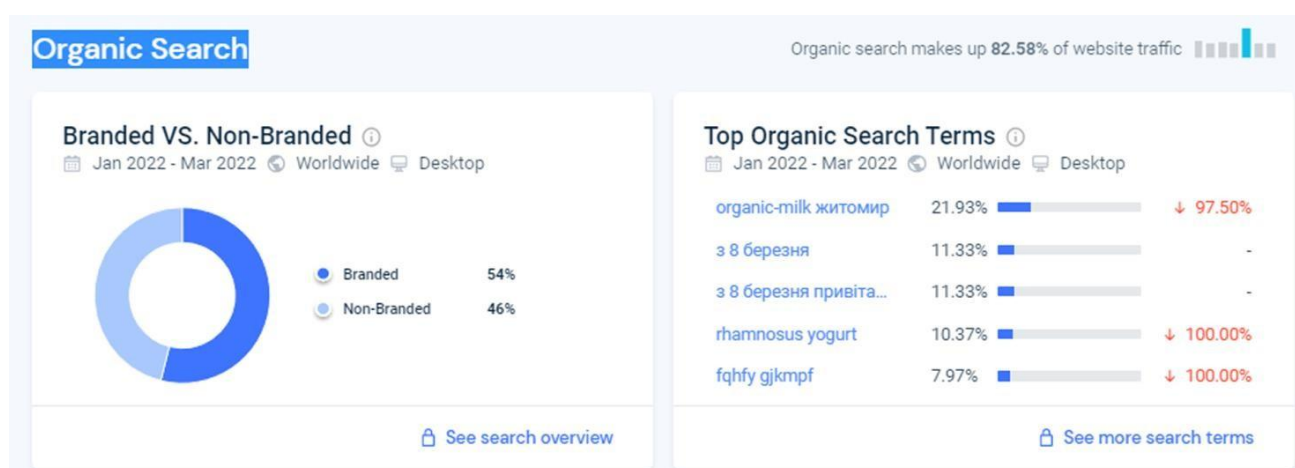 Organic Search
Organic search makes up 82.58% of website traffic
Branded VS. Non-Branded
Jan 2022 - Mar 2022 Worldwide Desktop
Branded 54%
Non-Branded 46%
See search overview
Top Organic Search Terms
Jan 2022 - Mar 2022 Worldwide Desktop
organic-milk житомир 21.93% ↓ 97.50%
з 8 березня 11.33% -
з 8 березня привіта... 11.33% -
rhamnosus yogurt 10.37% ↓ 100.00%
fqhfy gjkmpf 7.97% ↓ 100.00%
See more search terms